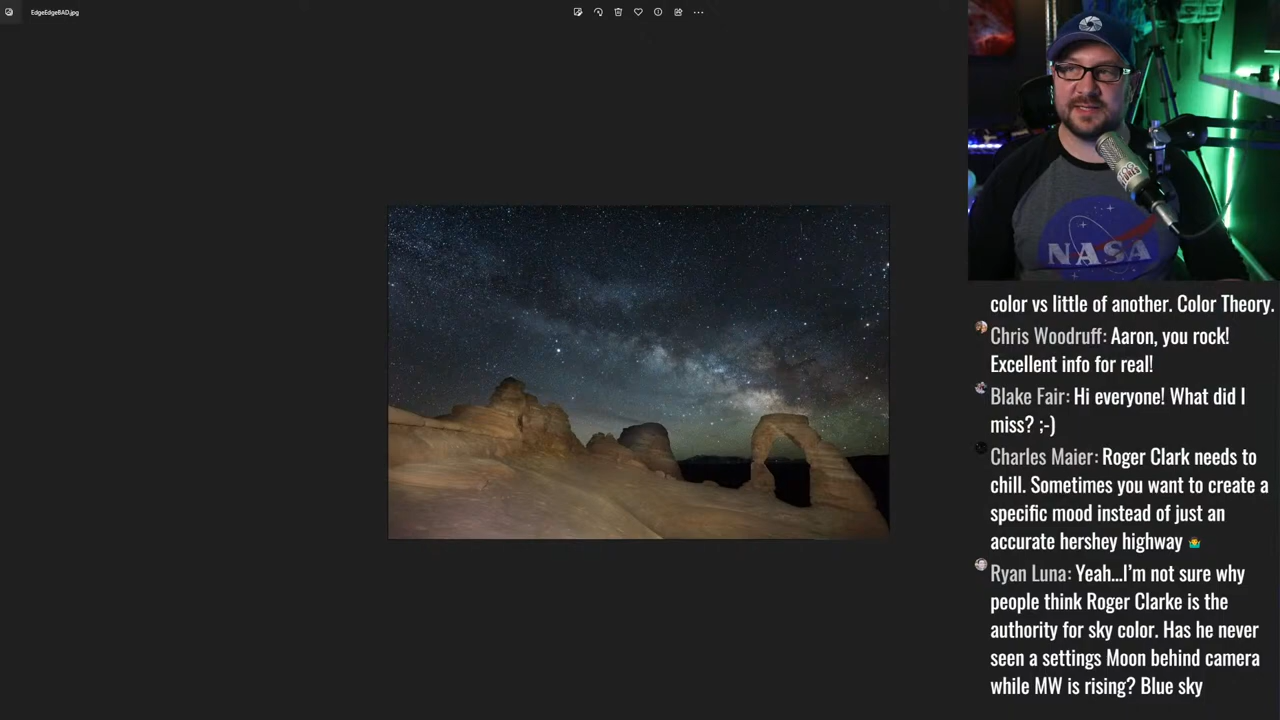 EdgeEdgeBAD.jpg
NASA
color vs little of another. Color Theory.
Chris Woodruff: Aaron, you rock!
Excellent info for real!
Blake Fair: Hi everyone! What did I
miss? ;-)
Charles Maier: Roger Clark needs to
chill. Sometimes you want to create a
specific mood instead of just an
accurate hershey highway 🤷‍♂️
Ryan Luna: Yeah...I'm not sure why
people think Roger Clarke is the
authority for sky color. Has he never
seen a settings Moon behind camera
while MW is rising? Blue sky